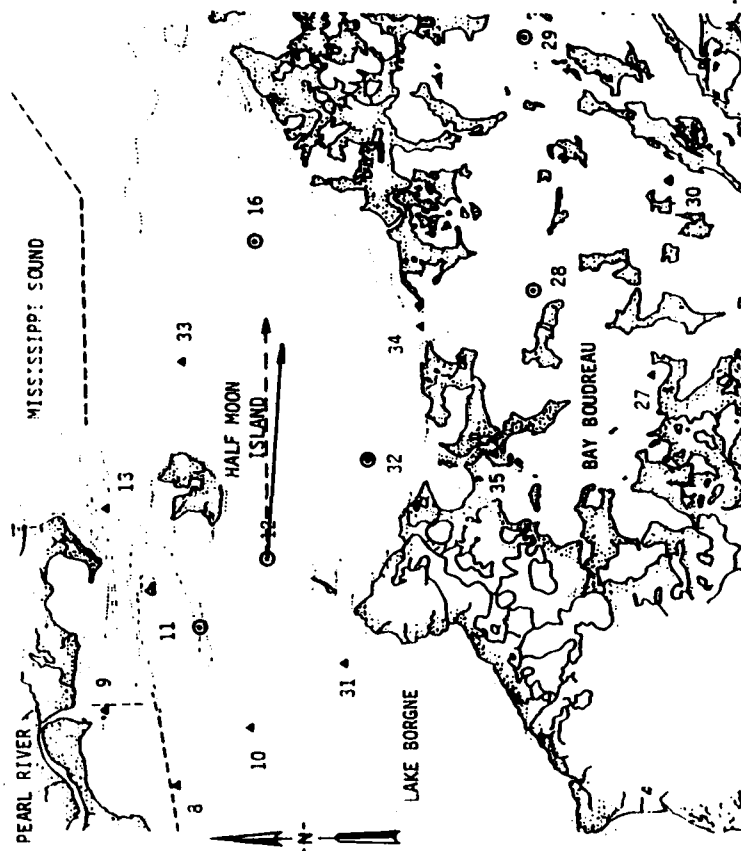 MISSISSIPPI SOUND
PEARL RIVER
9
13
33
16
11
8
HALF MOON
ISLAND
12
10
31
32
34
LAKE BORGNE
35
28
29
BAY BOUDREAU
27
30
-N-